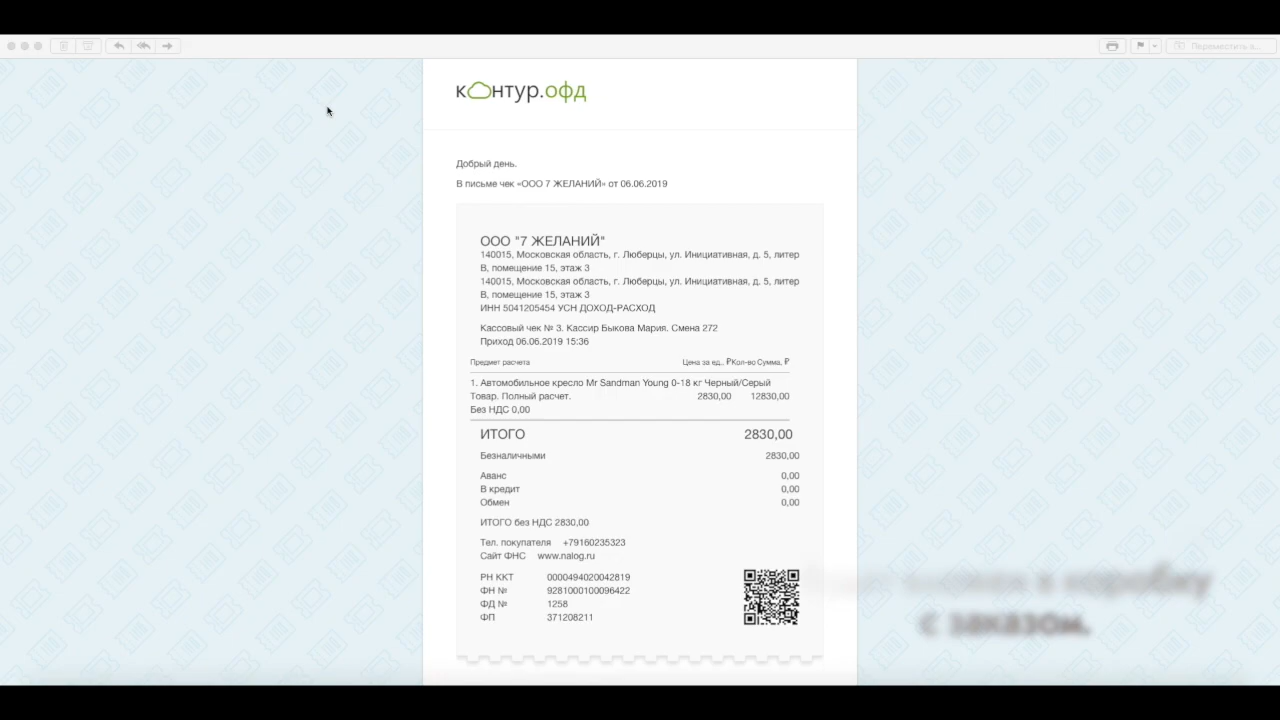 Переместить в...
контур.офд
Добрый день.
В письме чек «ООО 7 ЖЕЛАНИЙ» от 06.06.2019
ООО "7 ЖЕЛАНИЙ"
140015, Московская область, г. Люберцы, ул. Инициативная, д. 5, литер
В, помещение 15, этаж 3
140015, Московская область, г. Люберцы, ул. Инициативная, д. 5, литер
В, помещение 15, этаж 3
ИНН 5041205454 УСН ДОХОД-РАСХОД
Кассовый чек № 3. Кассир Быкова Мария. Смена 272
Приход 06.06.2019 15:36
Предмет расчета Цена за ед., ₽Кол-во Сумма, ₽
1. Автомобильное кресло Mr Sandman Young 0-18 кг Черный/Серый
Товар. Полный расчет. 2830,00 12830,00
Без НДС 0,00
ИТОГО 2830,00
Безналичными 2830,00
Аванс 0,00
В кредит 0,00
Обмен 0,00
ИТОГО без НДС 2830,00
Тел. покупателя +79160235323
Сайт ФНС www.nalog.ru
РН ККТ 0000494020042819
ФН № 9281000100096422
ФД № 1258
ФП 371208211
в коробку
с заказом.